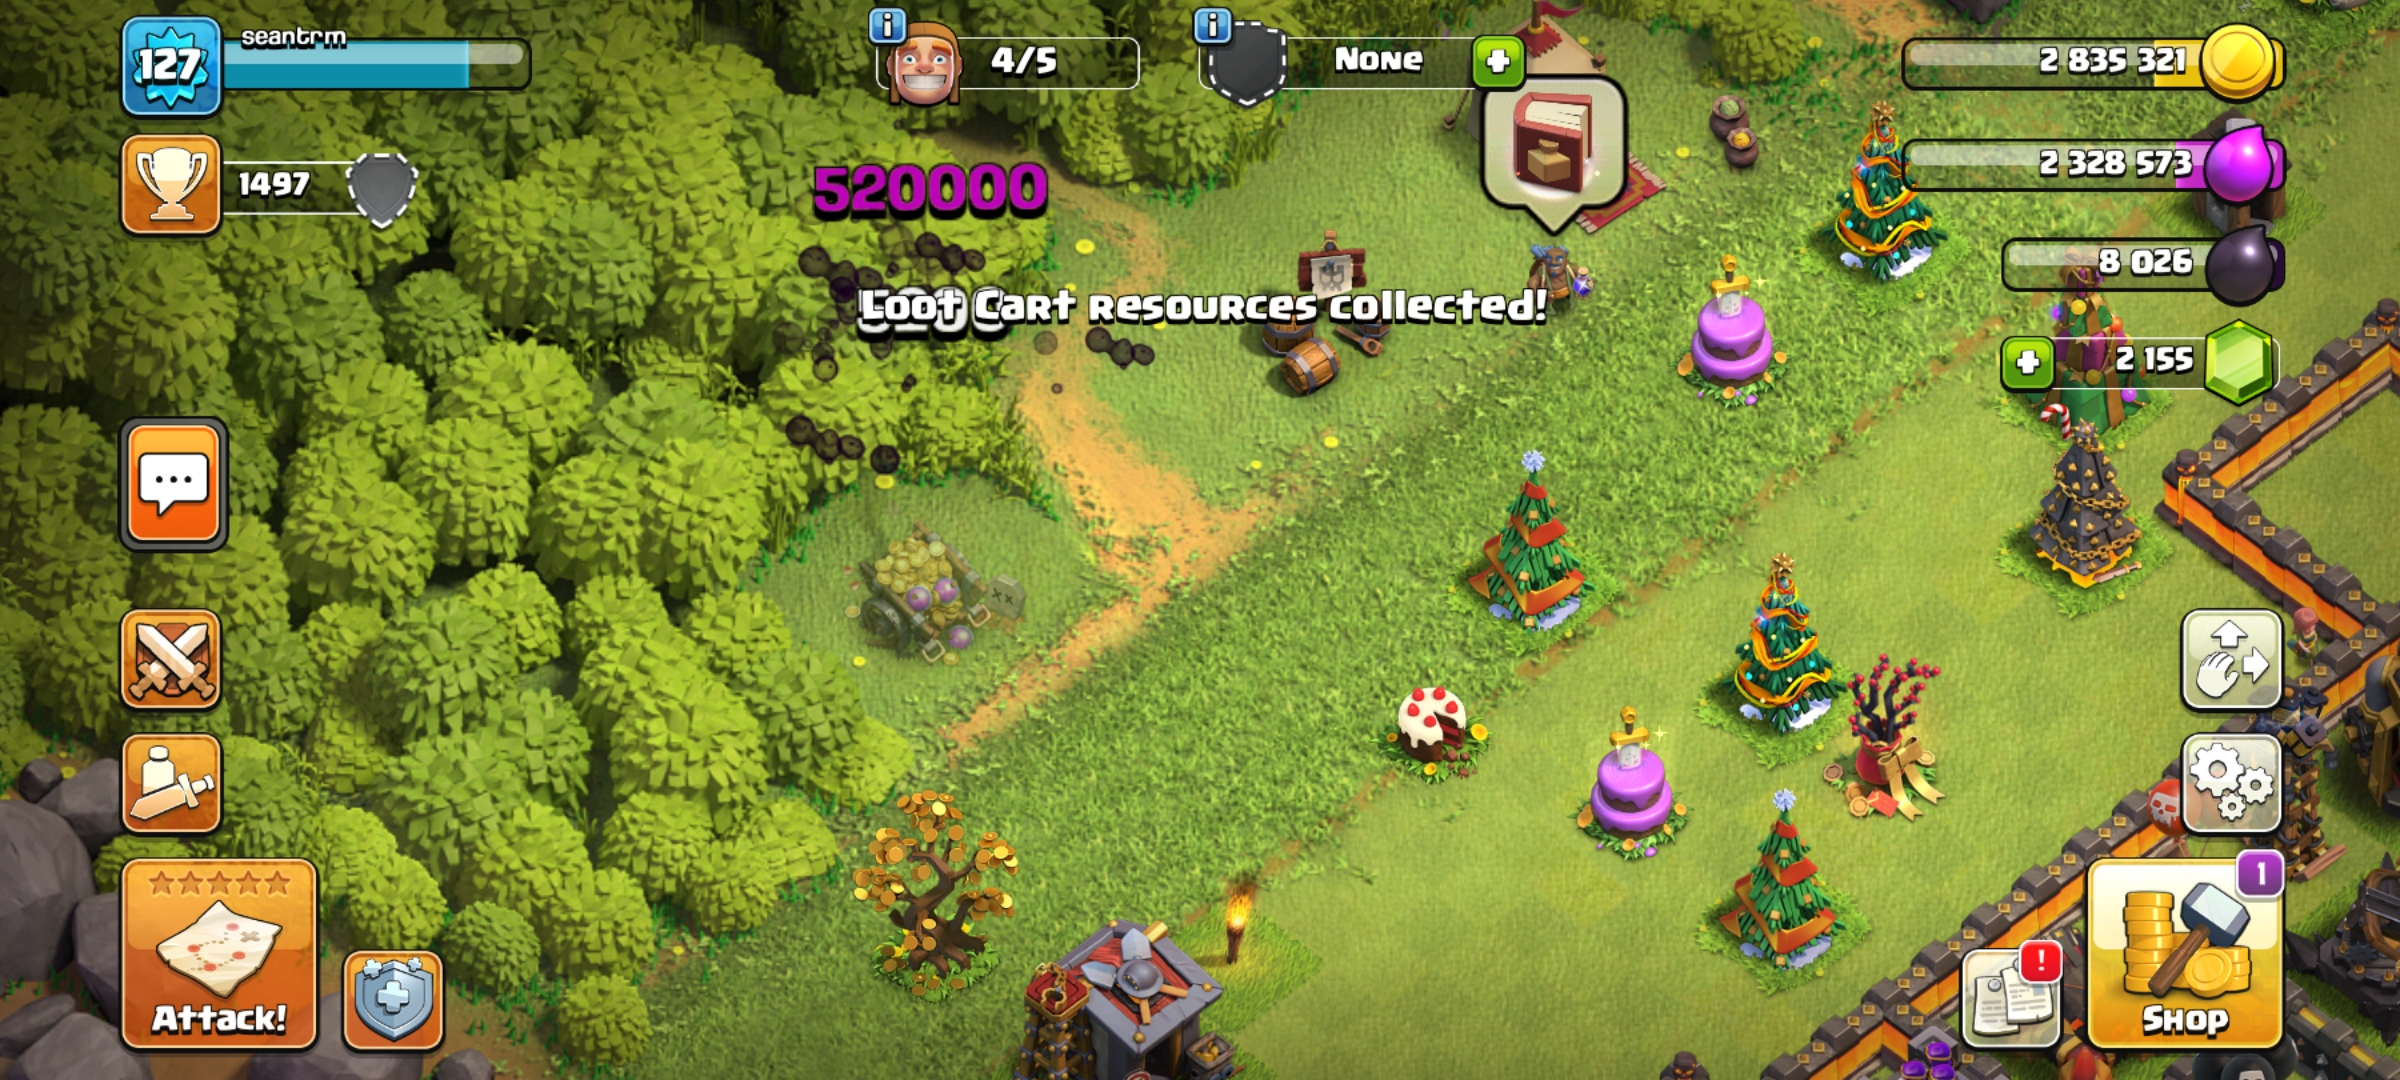 127
seantrm
4/5
None
2 835 321
1497
2 328 573
520000
8 026
Loot Cart resources collected!
2 155
1
Attack!
!
Shop